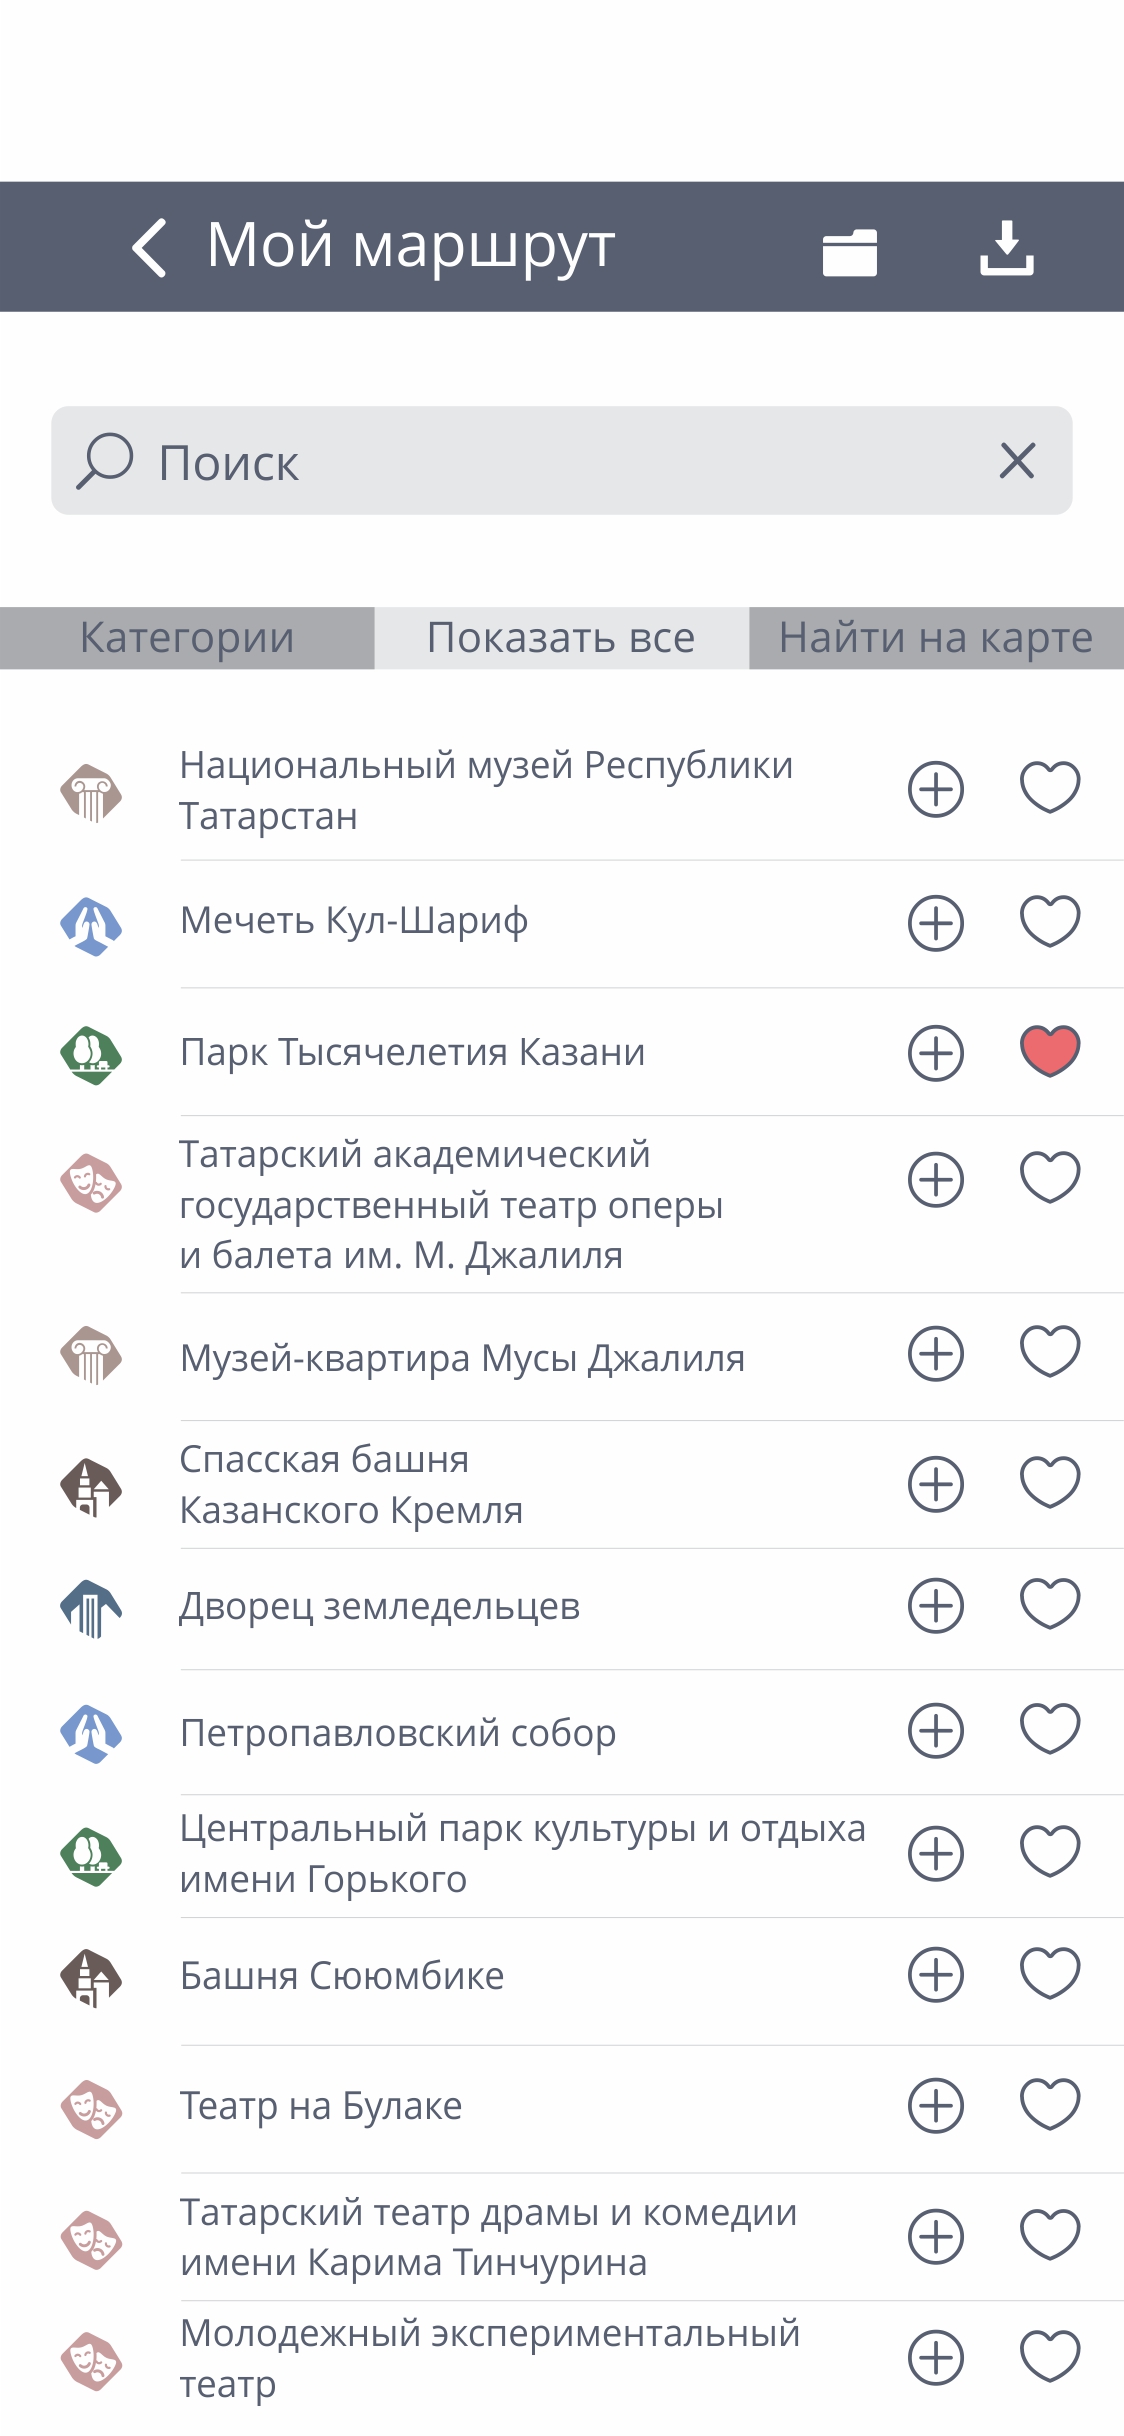 Мой маршрут
Поиск
Категории
Показать все
Найти на карте
Национальный музей Республики
Татарстан
Мечеть Кул-Шариф
Парк Тысячелетия Казани
Татарский академический
государственный театр оперы
и балета им. М. Джалиля
Музей-квартира Мусы Джалиля
Спасская башня
Казанского Кремля
Дворец земледельцев
Петропавловский собор
Центральный парк культуры и отдыха
имени Горького
Башня Сююмбике
Театр на Булаке
Татарский театр драмы и комедии
имени Карима Тинчурина
Молодежный экспериментальный
театр